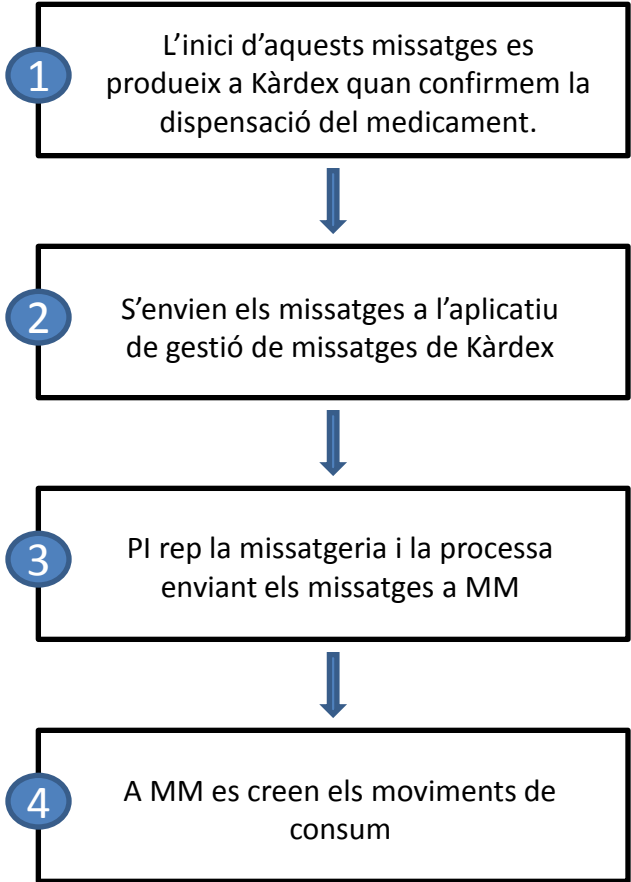 1
L’inici d’aquests missatges es
produeix a Kàrdex quan confirmem la
dispensació del medicament.
2
S’envien els missatges a l’aplicatiu
de gestió de missatges de Kàrdex
3
PI rep la missatgeria i la processa
enviant els missatges a MM
4
A MM es creen els moviments de
consum